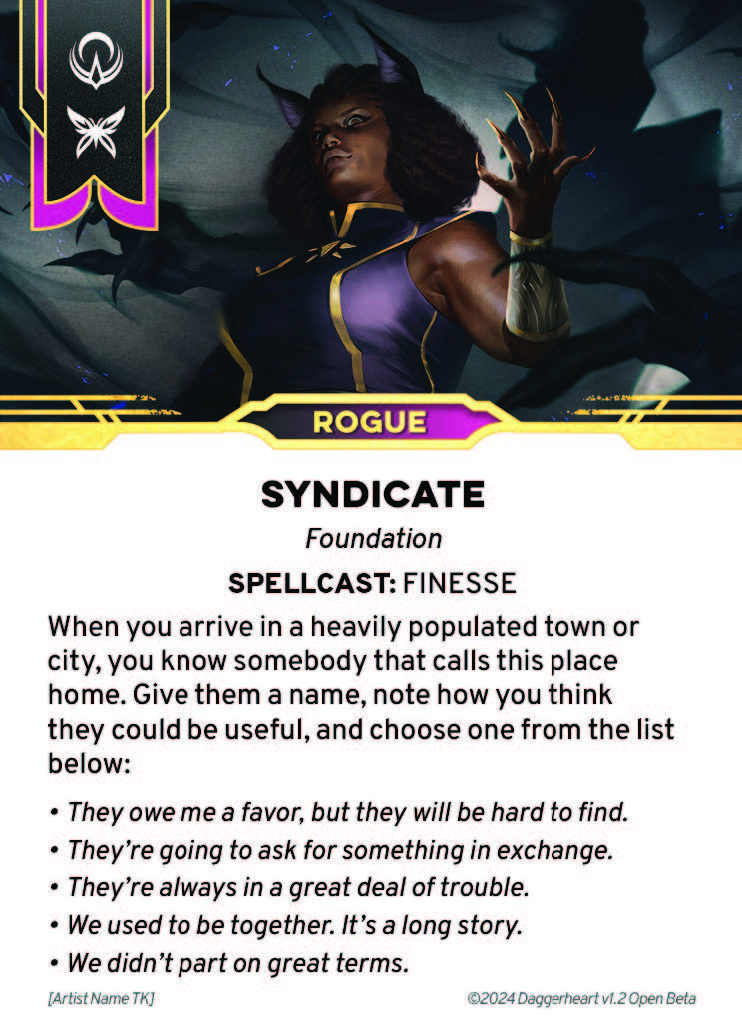 ROGUE
SYNDICATE
Foundation
SPELLCAST: FINESSE
When you arrive in a heavily populated town or
city, you know somebody that calls this place
home. Give them a name, note how you think
they could be useful, and choose one from the list
below:
• They owe me a favor, but they will be hard to find.
• They’re going to ask for something in exchange.
• They’re always in a great deal of trouble.
• We used to be together. It’s a long story.
• We didn’t part on great terms.
[Artist Name TK]
©2024 Daggerheart v1.2 Open Beta